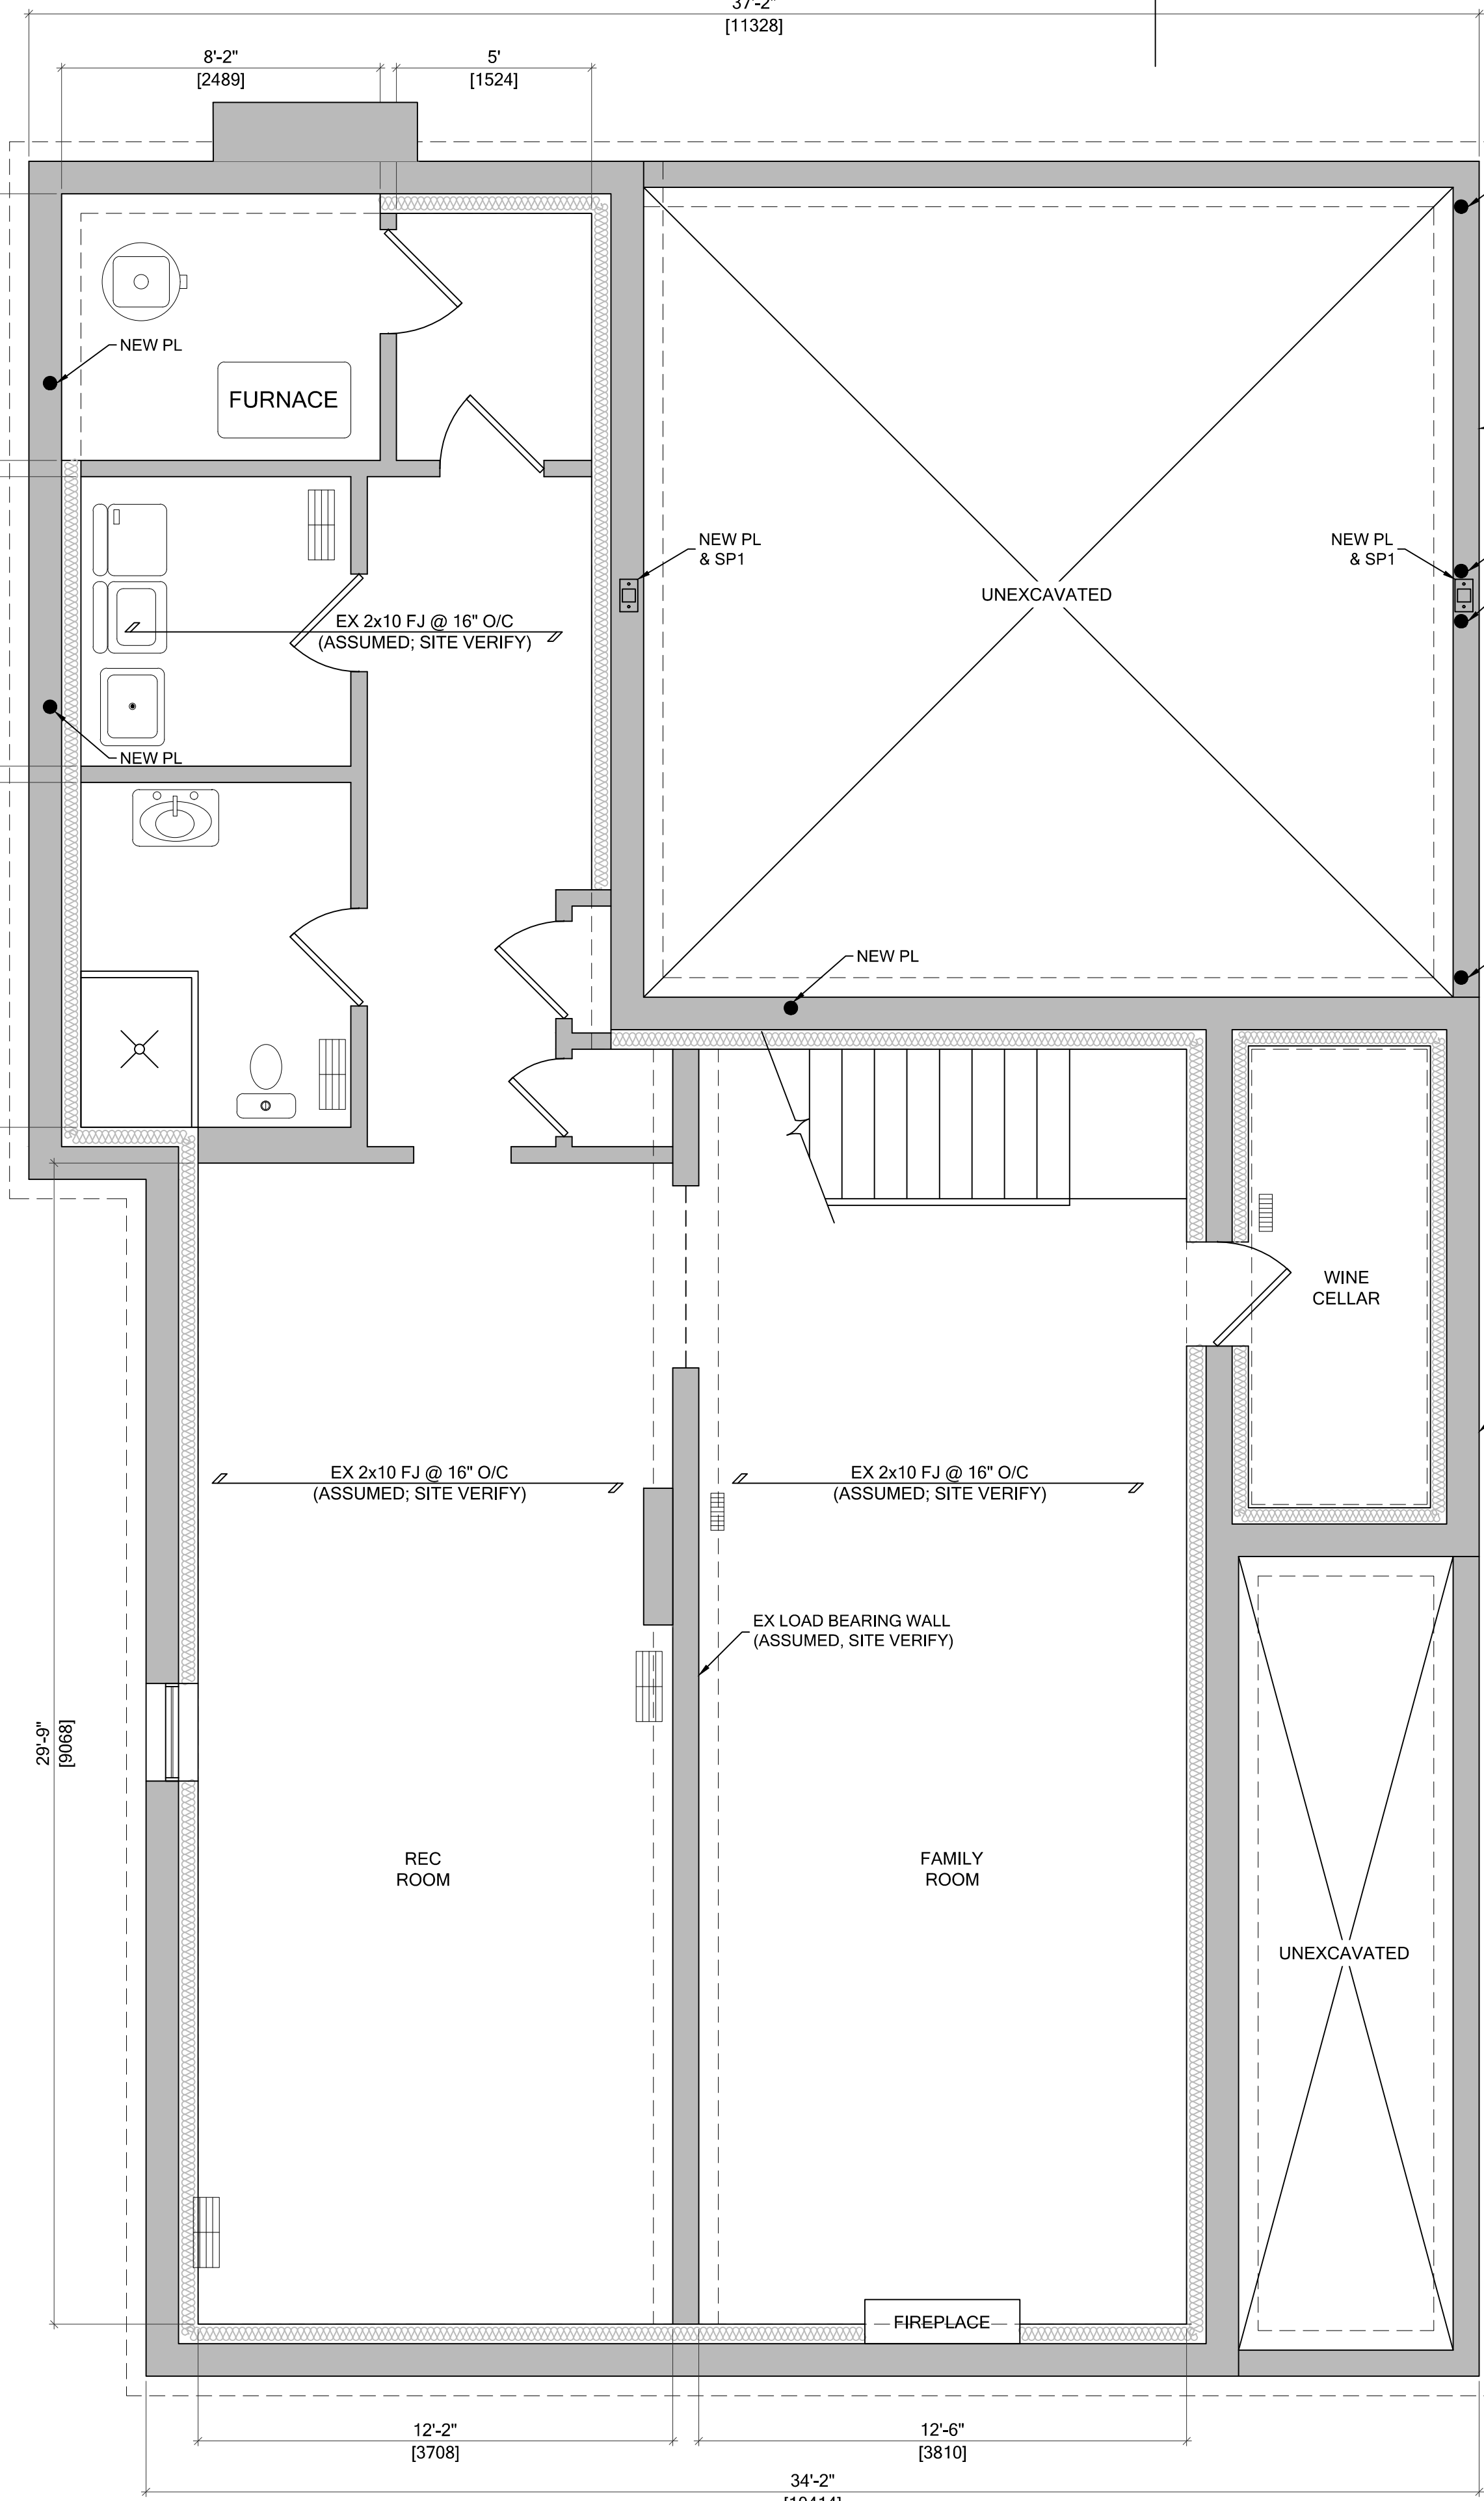 37'-2"
[11328]
8'-2"
[2489]
5'
[1524]
NEW PL
FURNACE
NEW PL
& SP1
NEW PL
& SP1
UNEXCAVATED
EX 2x10 FJ @ 16" O/C
(ASSUMED; SITE VERIFY)
NEW PL
NEW PL
WINE
CELLAR
EX 2x10 FJ @ 16" O/C
(ASSUMED; SITE VERIFY)
EX 2x10 FJ @ 16" O/C
(ASSUMED; SITE VERIFY)
EX LOAD BEARING WALL
(ASSUMED, SITE VERIFY)
29'-9"
[9068]
REC
ROOM
FAMILY
ROOM
UNEXCAVATED
FIREPLACE
12'-2"
[3708]
12'-6"
[3810]
34'-2"
[10414]